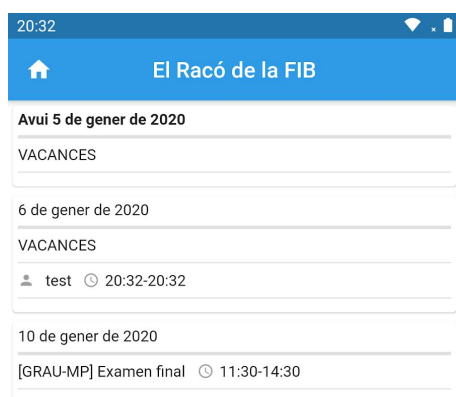 20:32
El Racó de la FIB
Avui 5 de gener de 2020
VACANCES
6 de gener de 2020
VACANCES
test 20:32-20:32
10 de gener de 2020
[GRAU-MP] Examen final 11:30-14:30